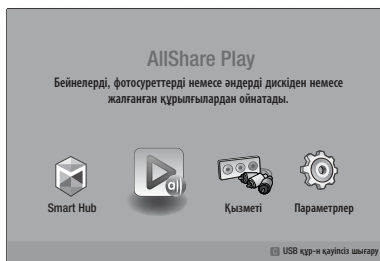 AllShare Play
Бейнелерді, фотосуреттерді немесе әндерді дискіден немесе
жалғанған құрылғылардан ойнатады.
Smart Hub
Қызметі
Параметрлер
C USB құр-н қауіпсіз шығару